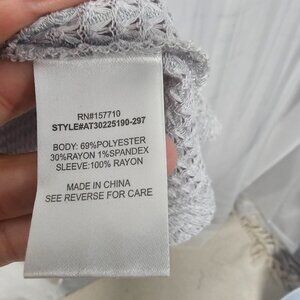 RN#157710
STYLE#AT30225190-297
BODY: 69%POLYESTER
30%RAYON 1%SPANDEX
SLEEVE:100% RAYON
MADE IN CHINA
SEE REVERSE FOR CARE